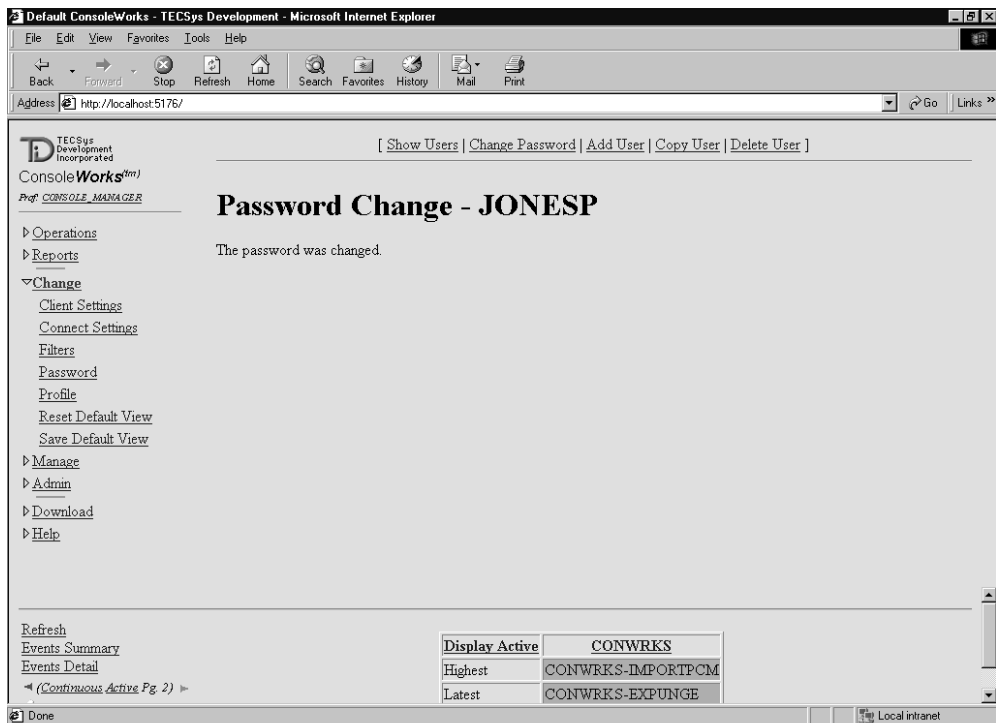 Default ConsoleWorks - TECSys Development - Microsoft Internet Explorer
File Edit View Favorites Tools Help
Back Forward Stop Refresh Home Search Favorites History Mail Print
Address http://localhost:5176/ Go Links »
TECSys
Development
Incorporated
ConsoleWorks(tm)
Prof: CONSOLE_MANAGER
[ Show Users | Change Password | Add User | Copy User | Delete User ]
Password Change - JONESP
The password was changed.
Operations
Reports
Change
Client Settings
Connect Settings
Filters
Password
Profile
Reset Default View
Save Default View
Manage
Admin
Download
Help
Refresh
Events Summary
Events Detail
(Continuous Active Pg. 2)
Display Active CONWRKS
Highest CONWRKS-IMPORTPCM
Latest CONWRKS-EXPUNGE
Done Local intranet